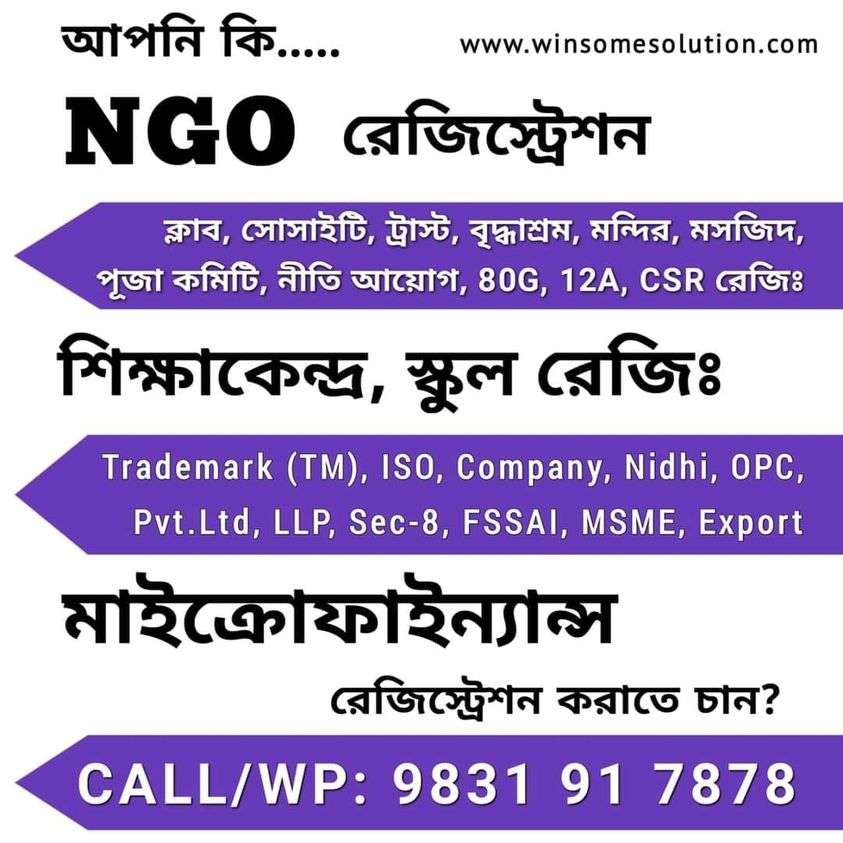 আপনি কি.....
www.winsomesolution.com
NGO রেজিস্ট্রেশন
ক্লাব, সোসাইটি, ট্রাস্ট, বৃদ্ধাশ্রম, মন্দির, মসজিদ,
পূজা কমিটি, নীতি আয়োগ, 80G, 12A, CSR রেজিঃ
শিক্ষাকেন্দ্র, স্কুল রেজিঃ
Trademark (TM), ISO, Company, Nidhi, OPC,
Pvt.Ltd, LLP, Sec-8, FSSAI, MSME, Export
মাইক্রোফাইন্যান্স
রেজিস্ট্রেশন করাতে চান?
CALL/WP: 9831 91 7878